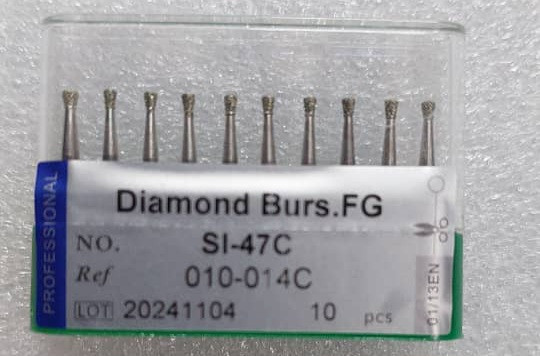 PROFESSIONAL
Diamond Burs.FG
NO. SI-47C
Ref 010-014C
LOT 20241104 10 pcs
01/13EN